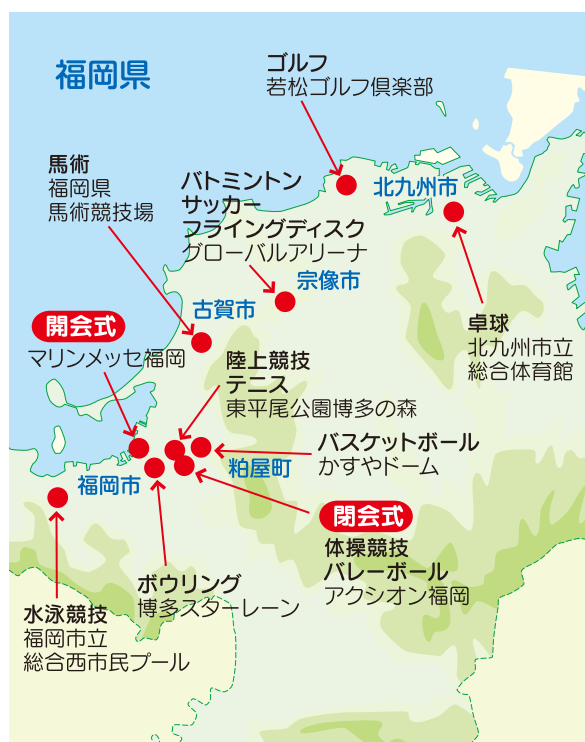 福岡県
ゴルフ
若松ゴルフ倶楽部
馬術
福岡県
馬術競技場
バトミントン
サッカー
フライングディスク
グローバルアリーナ
北九州市
宗像市
古賀市
卓球
北九州市立
総合体育館
開会式
マリンメッセ福岡
陸上競技
テニス
東平尾公園博多の森
バスケットボール
かすやドーム
粕屋町
福岡市
閉会式
体操競技
バレーボール
アクシオン福岡
ボウリング
博多スターレーン
水泳競技
福岡市立
総合西市民プール